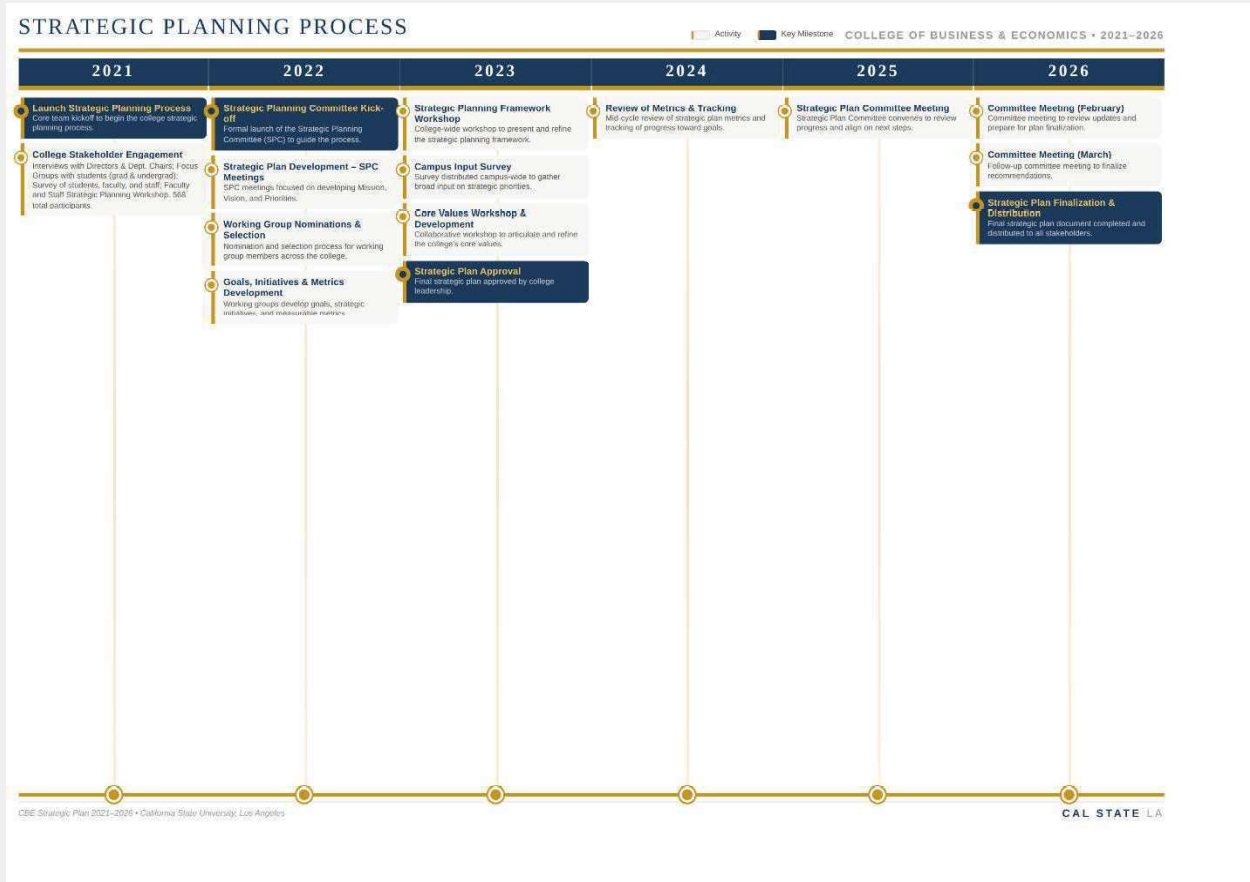 STRATEGIC PLANNING PROCESS
Activity
Key Milestone
COLLEGE OF BUSINESS & ECONOMICS • 2021–2026
2021
2022
2023
2024
2025
2026
Launch Strategic Planning Process
Core team kickoff to begin the college strategic
planning process.
College Stakeholder Engagement
Interviews with Directors & Dept. Chairs; Focus
Groups with students (grad & undergrad);
Survey of students, faculty, and staff; Faculty
and Staff Strategic Planning Workshop. 568
total participants.
Strategic Planning Committee Kick-
off
Formal launch of the Strategic Planning
Committee (SPC) to guide the process.
Strategic Plan Development – SPC
Meetings
SPC meetings focused on developing Mission,
Vision, and Priorities.
Working Group Nominations &
Selection
Nomination and selection process for working
group members across the college.
Goals, Initiatives & Metrics
Development
Working groups develop goals, strategic
initiatives, and measurable metrics.
Strategic Planning Framework
Workshop
College-wide workshop to present and refine
the strategic planning framework.
Campus Input Survey
Survey distributed campus-wide to gather
broad input on strategic priorities.
Core Values Workshop &
Development
Collaborative workshop to articulate and refine
the college's core values.
Strategic Plan Approval
Final strategic plan approved by college
leadership.
Review of Metrics & Tracking
Mid-cycle review of strategic plan metrics and
tracking of progress toward goals.
Strategic Plan Committee Meeting
Strategic Plan Committee convenes to review
progress and align on next steps.
Committee Meeting (February)
Committee meeting to review updates and
prepare for plan finalization.
Committee Meeting (March)
Follow-up committee meeting to finalize
recommendations.
Strategic Plan Finalization &
Distribution
Final strategic plan document completed and
distributed to all stakeholders.
CBE Strategic Plan 2021–2026 • California State University, Los Angeles
CAL STATE LA